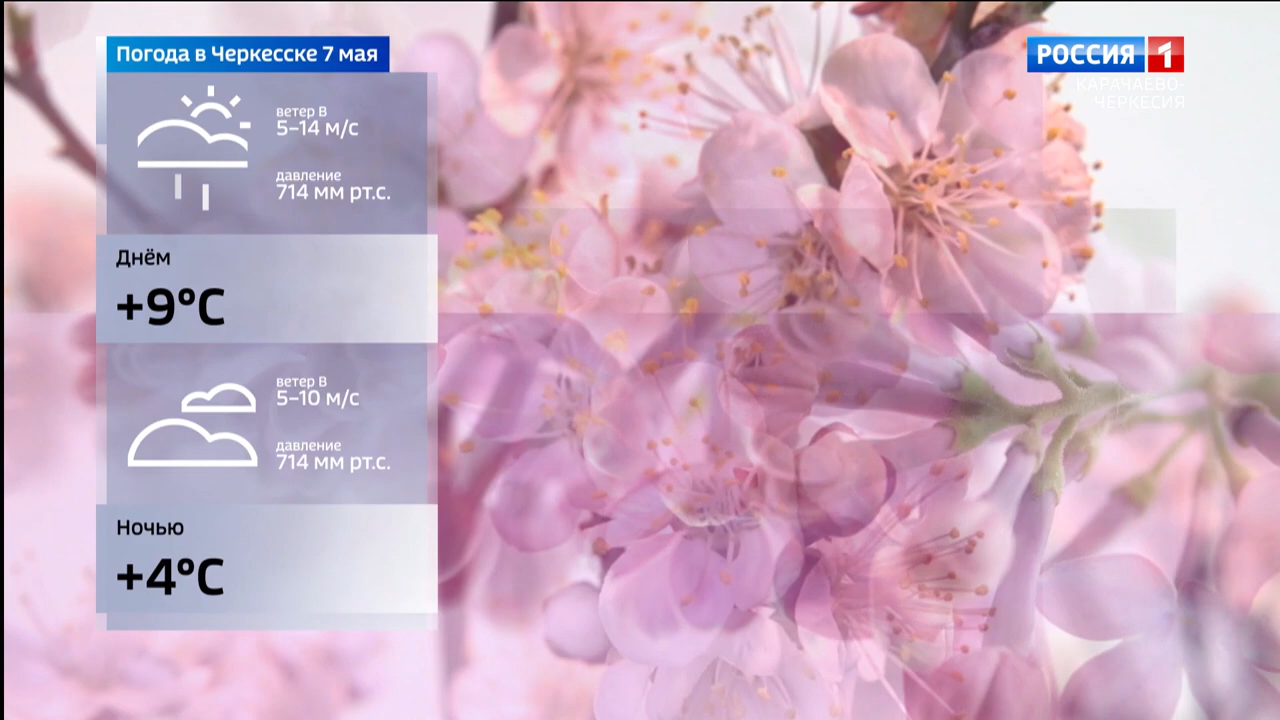 Погода в Черкесске 7 мая
РОССИЯ 1
КАРАЧАЕВО-
ЧЕРКЕСИЯ
ветер В
5–14 м/с
давление
714 мм рт.с.
Днём
+9°C
ветер В
5–10 м/с
давление
714 мм рт.с.
Ночью
+4°C